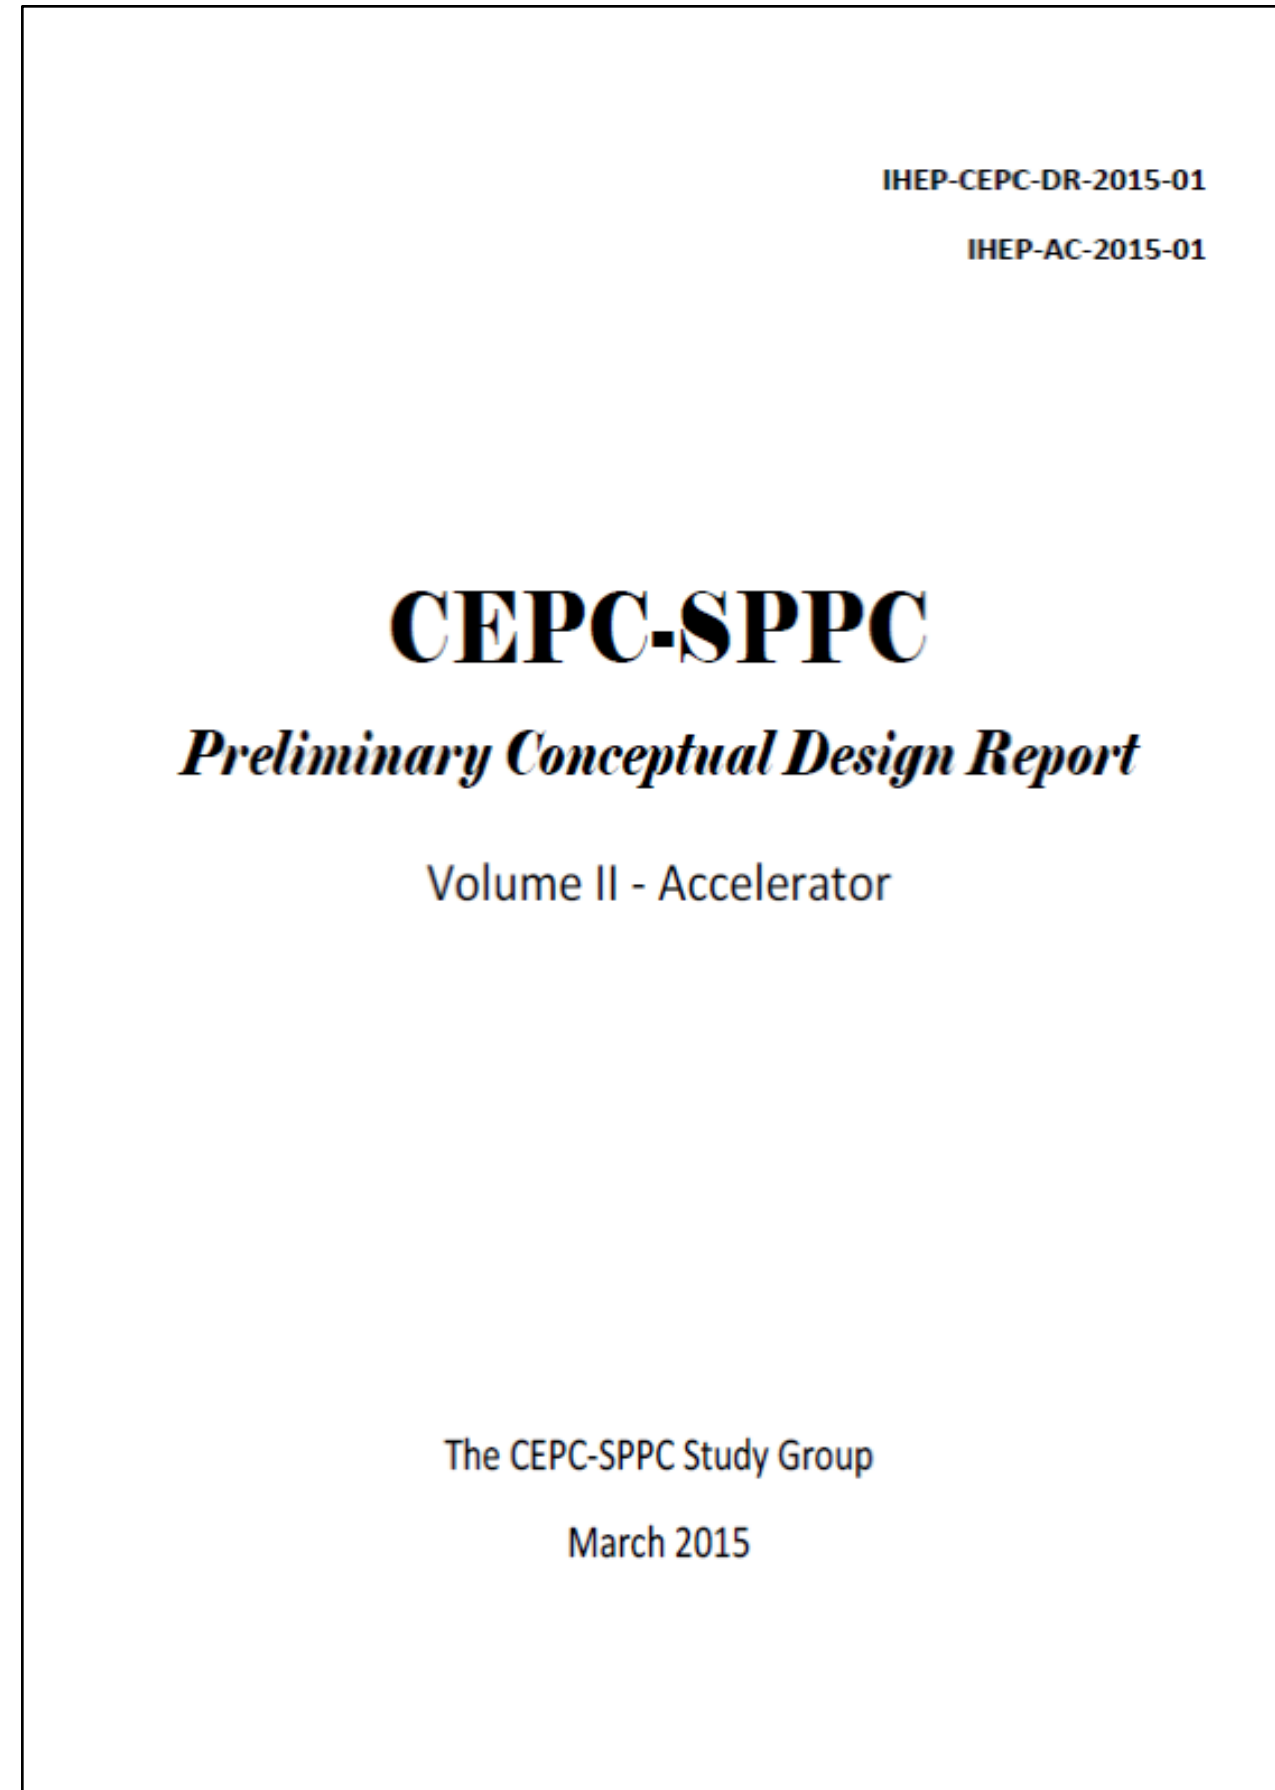 IHEP-CEPC-DR-2015-01
IHEP-AC-2015-01
CEPC-SPPC
Preliminary Conceptual Design Report
Volume II - Accelerator
The CEPC-SPPC Study Group
March 2015